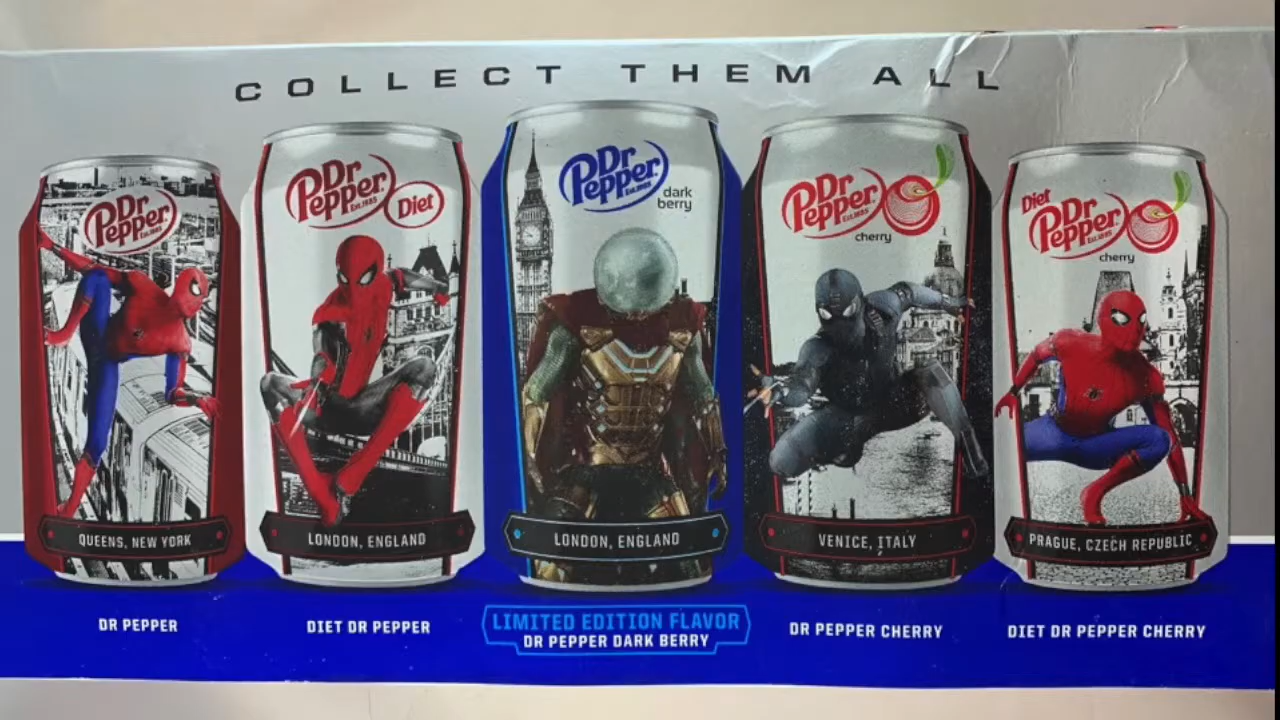 COLLECT THEM ALL
Dr
Pepper
Est.1885
Dr
Pepper
Est.1885
Diet
Dr
Pepper
Est.1885
dark
berry
Dr
Pepper
Est.1885
cherry
Diet
Dr
Pepper
Est.1885
cherry
QUEENS, NEW YORK
LONDON, ENGLAND
LONDON, ENGLAND
VENICE, ITALY
PRAGUE, CZECH REPUBLIC
DR PEPPER
DIET DR PEPPER
LIMITED EDITION FLAVOR
DR PEPPER DARK BERRY
DR PEPPER CHERRY
DIET DR PEPPER CHERRY